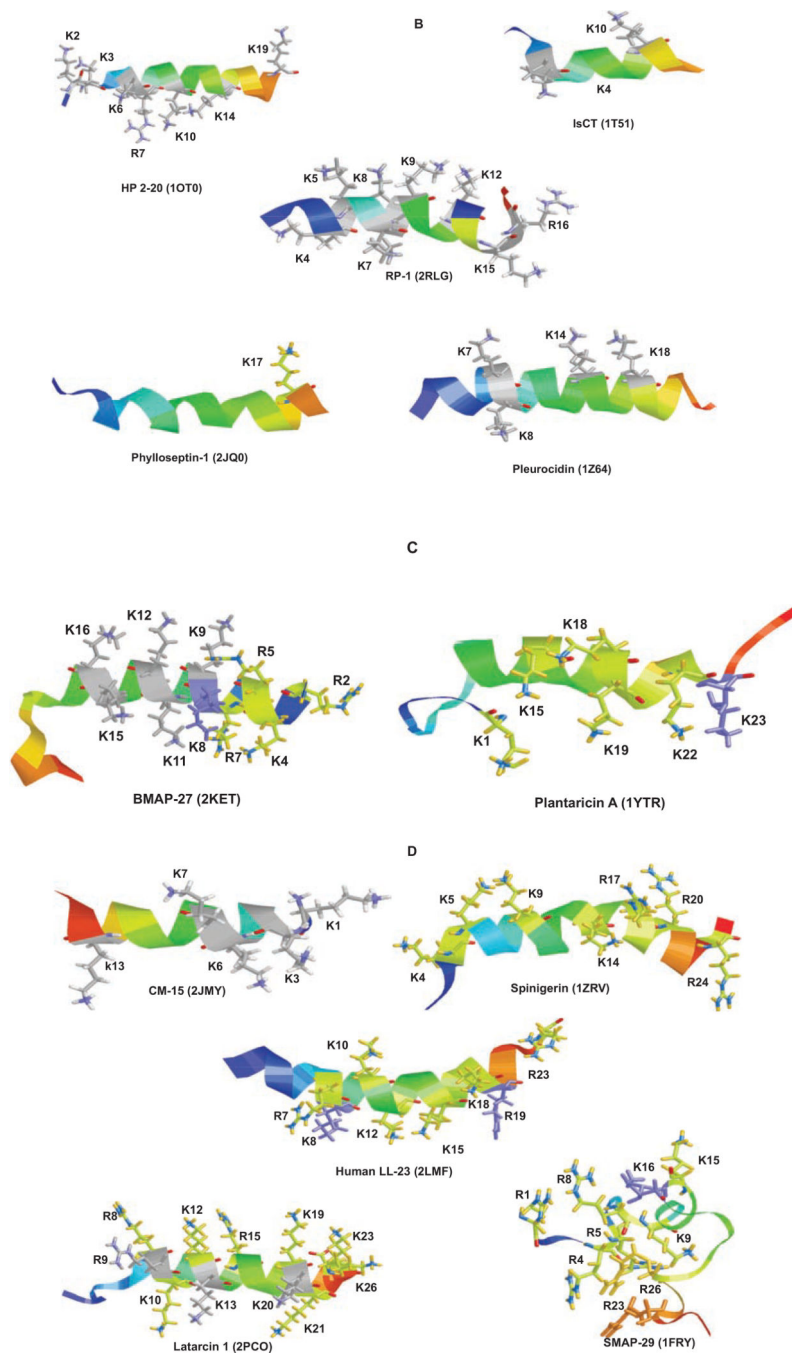 B
K2
K3
K19
K6
R7
K10
K14
HP 2-20 (1OT0)
K10
K4
IsCT (1T51)
K5
K8
K9
K12
R16
K4
K7
K15
RP-1 (2RLG)
K17
Phylloseptin-1 (2JQ0)
K7
K14
K18
K8
Pleurocidin (1Z64)
C
K16
K12
K9
R5
R2
K15
K11
K8
R7
K4
BMAP-27 (2KET)
K18
K15
K1
K19
K22
K23
Plantaricin A (1YTR)
D
K7
K1
k13
K6
K3
CM-15 (2JMY)
K5
K9
R17
R20
K4
K14
R24
Spinigerin (1ZRV)
K10
R23
R7
K8
K12
K15
K18
R19
Human LL-23 (2LMF)
R8
K12
K19
K23
R9
R15
K10
K13
K20
K26
K21
Latarcin 1 (2PCO)
K15
K16
R8
R1
R5
K9
R4
R23
R26
SMAP-29 (1FRY)